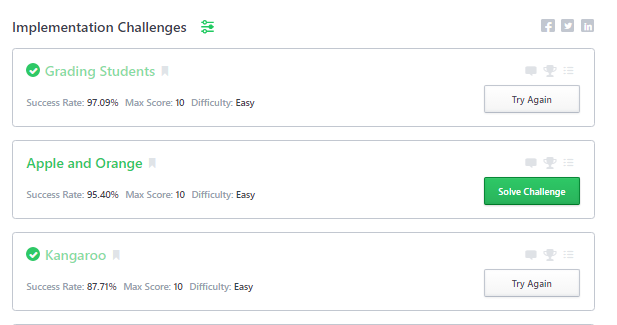 Implementation Challenges
Grading Students
Success Rate: 97.09% Max Score: 10 Difficulty: Easy
Try Again
Apple and Orange
Success Rate: 95.40% Max Score: 10 Difficulty: Easy
Solve Challenge
Kangaroo
Success Rate: 87.71% Max Score: 10 Difficulty: Easy
Try Again